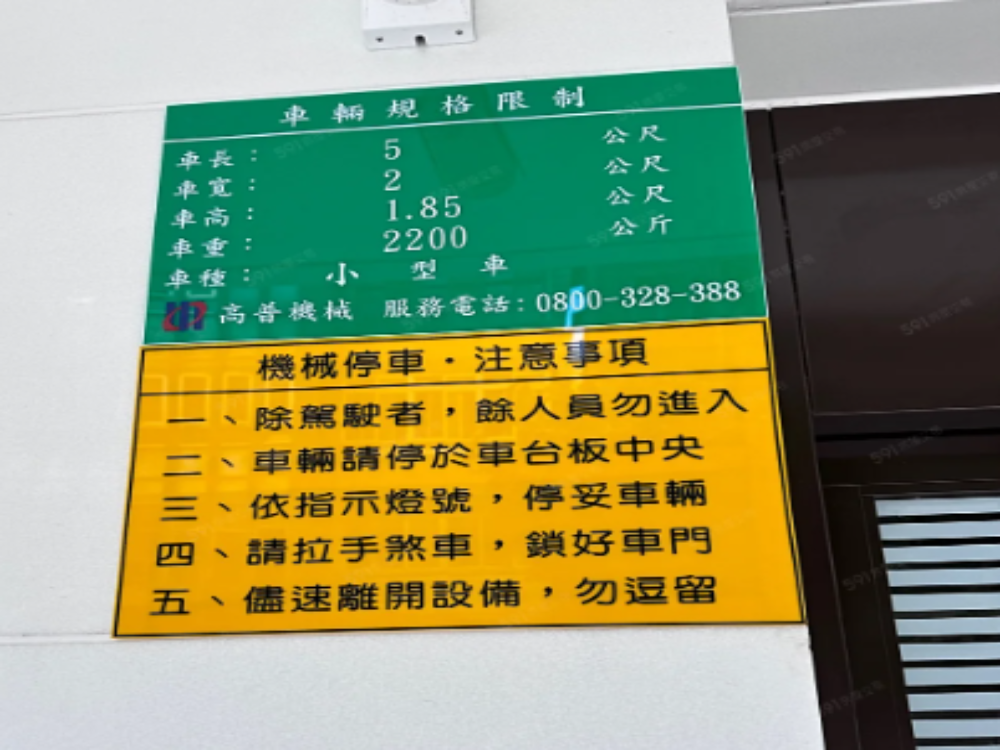 車輛規格限制
車長： 5 公尺
車寬： 2 公尺
車高： 1.85 公尺
車重： 2200 公斤
車種： 小型車
高普機械 服務電話：0800-328-388
機械停車・注意事項
一、除駕駛者，餘人員勿進入
二、車輛請停於車台板中央
三、依指示燈號，停妥車輛
四、請拉手煞車，鎖好車門
五、儘速離開設備，勿逗留